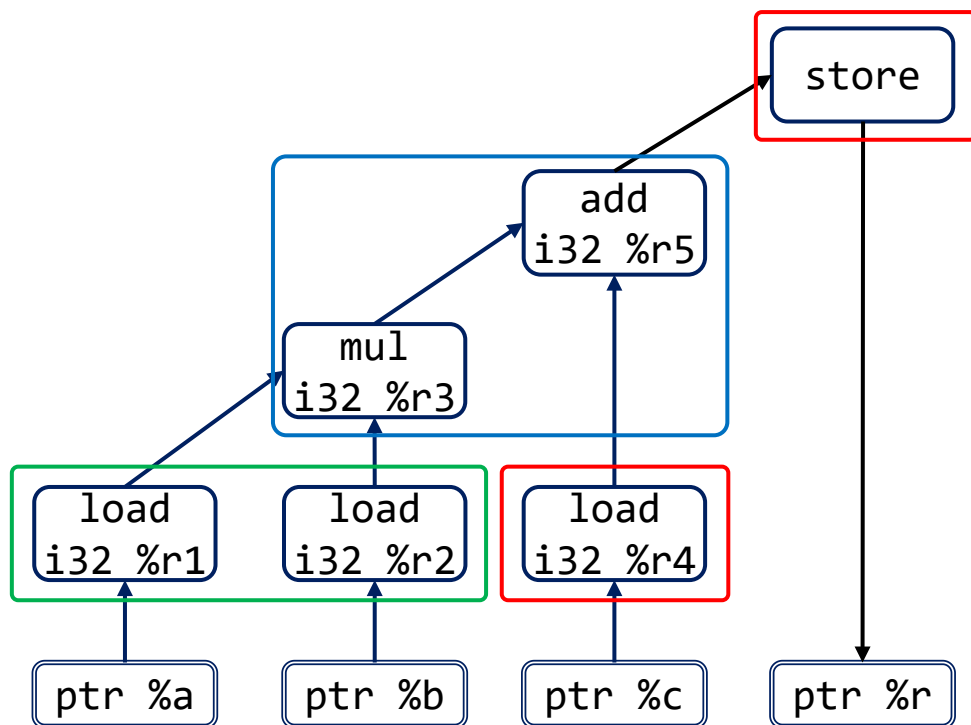 store
add
i32 %r5
mul
i32 %r3
load
i32 %r1
load
i32 %r2
load
i32 %r4
ptr %a
ptr %b
ptr %c
ptr %r